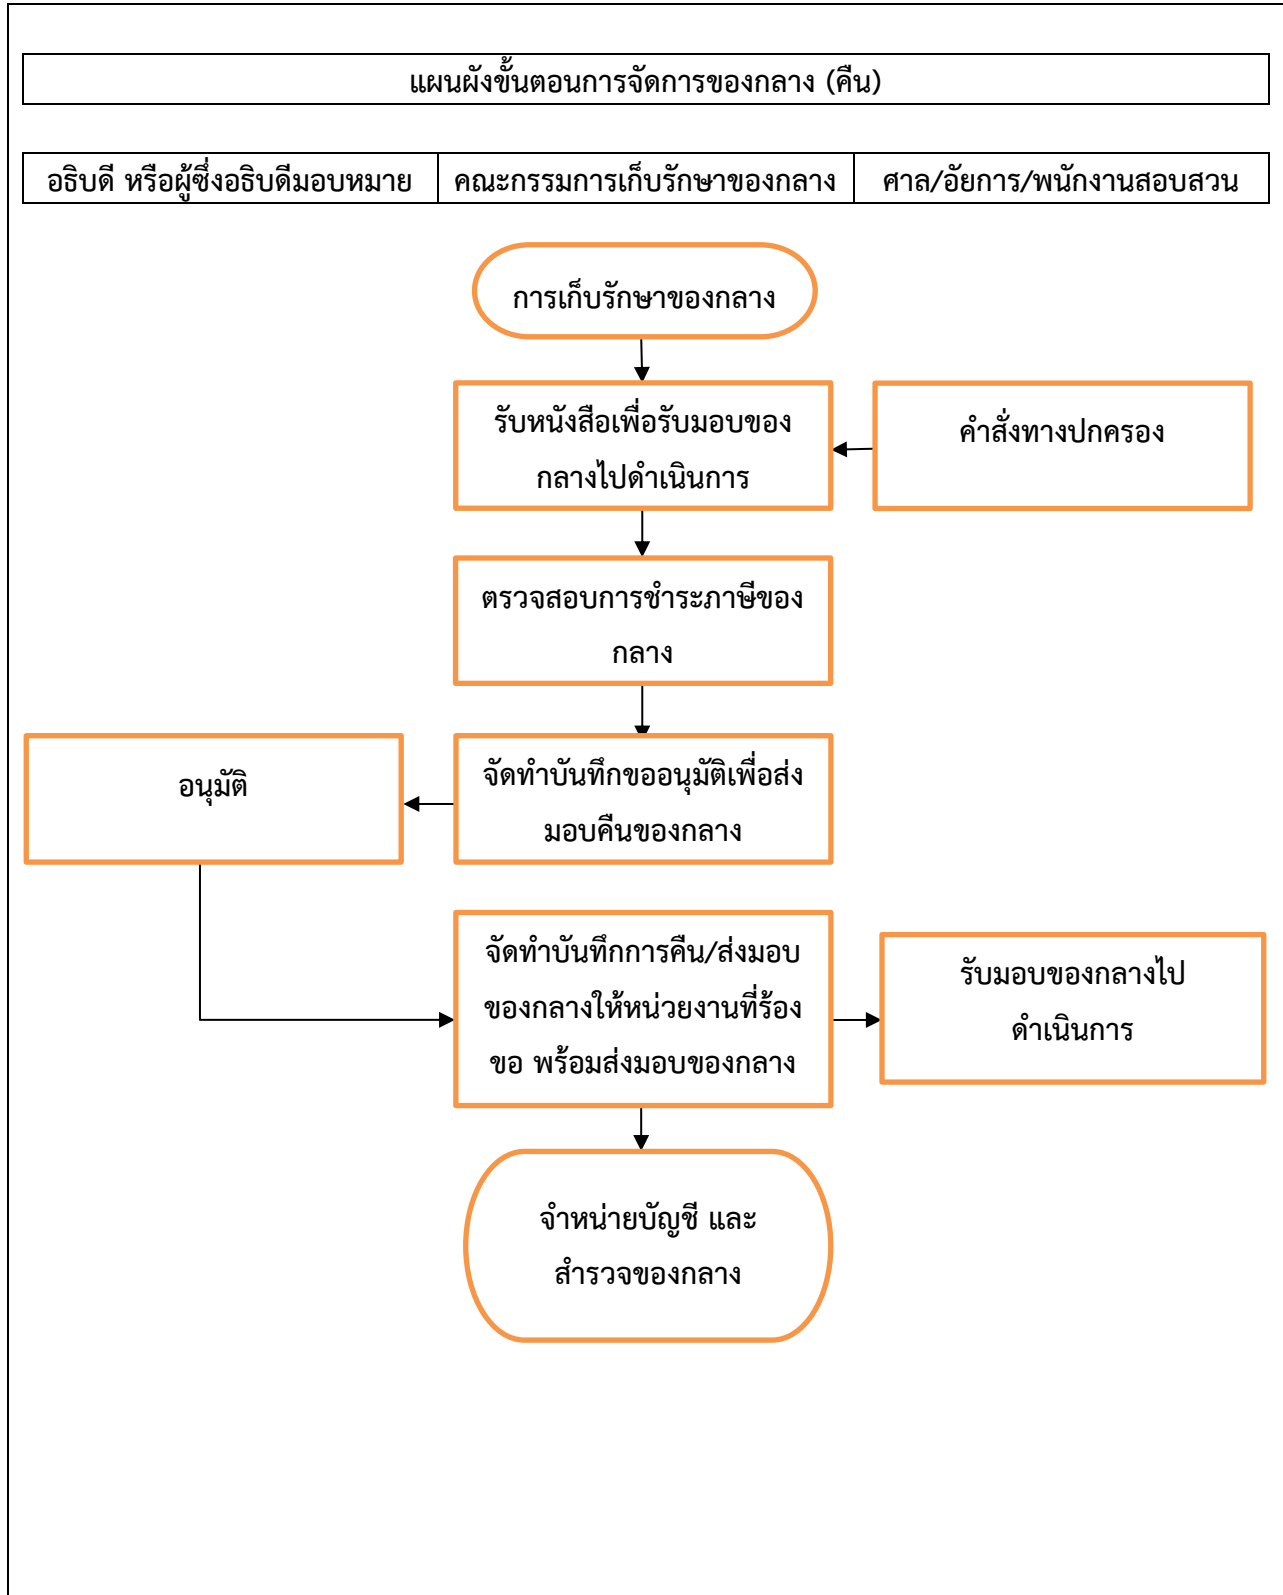 แผนผังขั้นตอนการจัดการของกลาง (คืน)
อธิบดี หรือผู้ซึ่งอธิบดีมอบหมาย
คณะกรรมการเก็บรักษาของกลาง
ศาล/อัยการ/พนักงานสอบสวน
การเก็บรักษาของกลาง
รับหนังสือเพื่อรับมอบของ
กลางไปดำเนินการ
คำสั่งทางปกครอง
ตรวจสอบการชำระภาษีของ
กลาง
อนุมัติ
จัดทำบันทึกขออนุมัติเพื่อส่ง
มอบคืนของกลาง
จัดทำบันทึกการคืน/ส่งมอบ
ของกลางให้หน่วยงานที่ร้อง
ขอ พร้อมส่งมอบของกลาง
รับมอบของกลางไป
ดำเนินการ
จำหน่ายบัญชี และ
สำรวจของกลาง